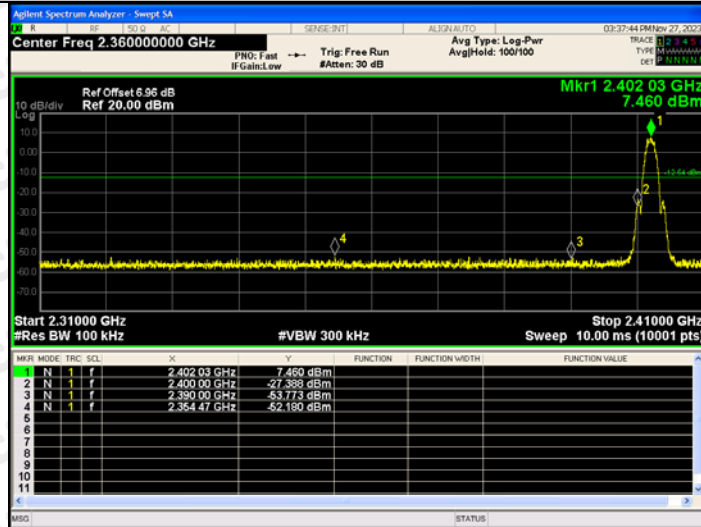 Agilent Spectrum Analyzer - Swept SA
R RF 50 Ω AC SENSE:INT ALIGN AUTO 03:37:44 PM Nov 27, 2023
Center Freq 2.360000000 GHz
PNO: Fast Trig: Free Run Avg Type: Log-Pwr TRACE 1 2 3 4 5
IFGain:Low #Atten: 30 dB Avg|Hold: 100/100 TYPE M
DET P N N N N
Ref Offset 6.96 dB Mkr1 2.402 03 GHz
10 dB/div Ref 20.00 dBm 7.460 dBm
Log
1
10.0
0.00
-10.0
-12.54 dBm
-20.0
2
-30.0
-40.0
4
3
-50.0
-60.0
-70.0
Start 2.31000 GHz Stop 2.41000 GHz
#Res BW 100 kHz #VBW 300 kHz Sweep 10.00 ms (10001 pts)
MKR MODE TRC SCL X Y FUNCTION FUNCTION WIDTH FUNCTION VALUE
1 N 1 f 2.402 03 GHz 7.460 dBm
2 N 1 f 2.400 00 GHz -27.388 dBm
3 N 1 f 2.390 00 GHz -53.773 dBm
4 N 1 f 2.354 47 GHz -52.180 dBm
5
6
7
8
9
10
11
MSG STATUS